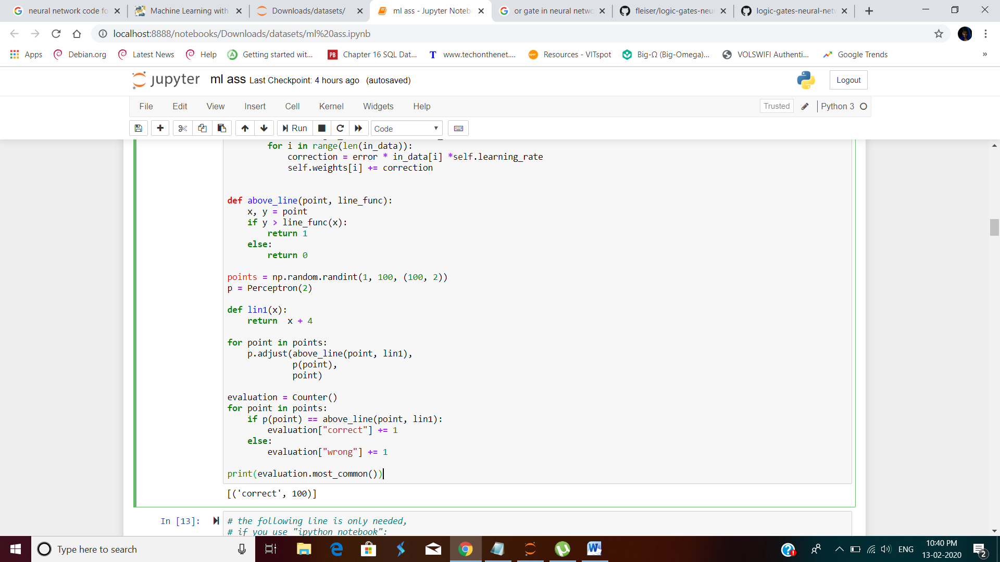 neural network code fo
Machine Learning with
Downloads/datasets/
ml ass - Jupyter Noteb
or gate in neural netwo
fleiser/logic-gates-neu
logic-gates-neural-netw
localhost:8888/notebooks/Downloads/datasets/ml%20ass.ipynb
Apps
Debian.org
Latest News
Help
Getting started wit...
PB
Chapter 16 SQL Dat...
T
www.techonthenet....
spot
Resources - VITspot
Big-Ω (Big-Omega)...
VOLSWIFI Authenti...
Google Trends
»
jupyter ml ass Last Checkpoint: 4 hours ago (autosaved)
Logout
File Edit View Insert Cell Kernel Widgets Help
Trusted
Python 3
Run
Code
        for i in range(len(in_data)):
            correction = error * in_data[i] *self.learning_rate
            self.weights[i] += correction
def above_line(point, line_func):
    x, y = point
    if y > line_func(x):
        return 1
    else:
        return 0
points = np.random.randint(1, 100, (100, 2))
p = Perceptron(2)
def lin1(x):
    return  x + 4
for point in points:
    p.adjust(above_line(point, lin1),
             p(point),
             point)
evaluation = Counter()
for point in points:
    if p(point) == above_line(point, lin1):
        evaluation["correct"] += 1
    else:
        evaluation["wrong"] += 1
print(evaluation.most_common())
[('correct', 100)]
In [13]:
# the following line is only needed,
# if you use "ipython notebook":
Type here to search
ENG
10:40 PM
13-02-2020
2